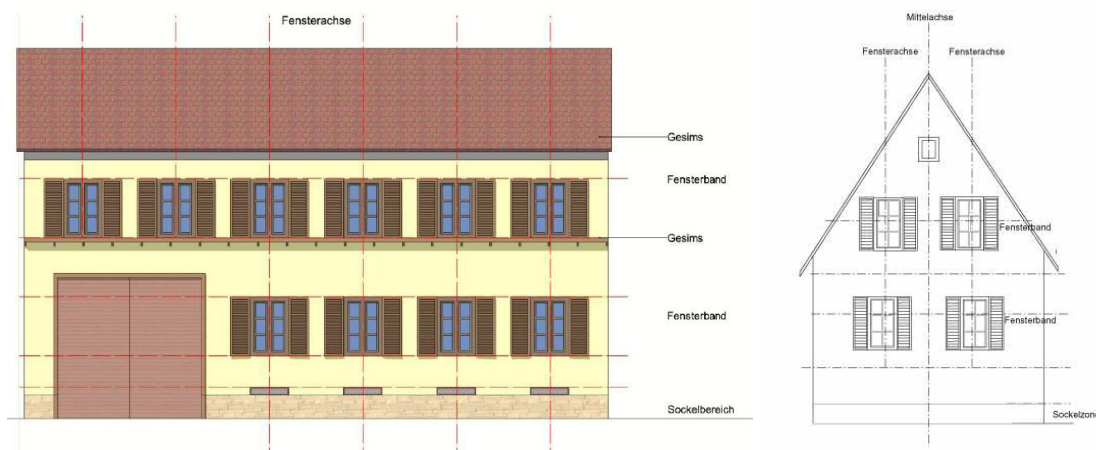 Fensterachse
Gesims
Fensterband
Gesims
Fensterband
Sockelbereich
Mittelachse
Fensterachse
Fensterachse
Fensterband
Fensterband
Sockelzone